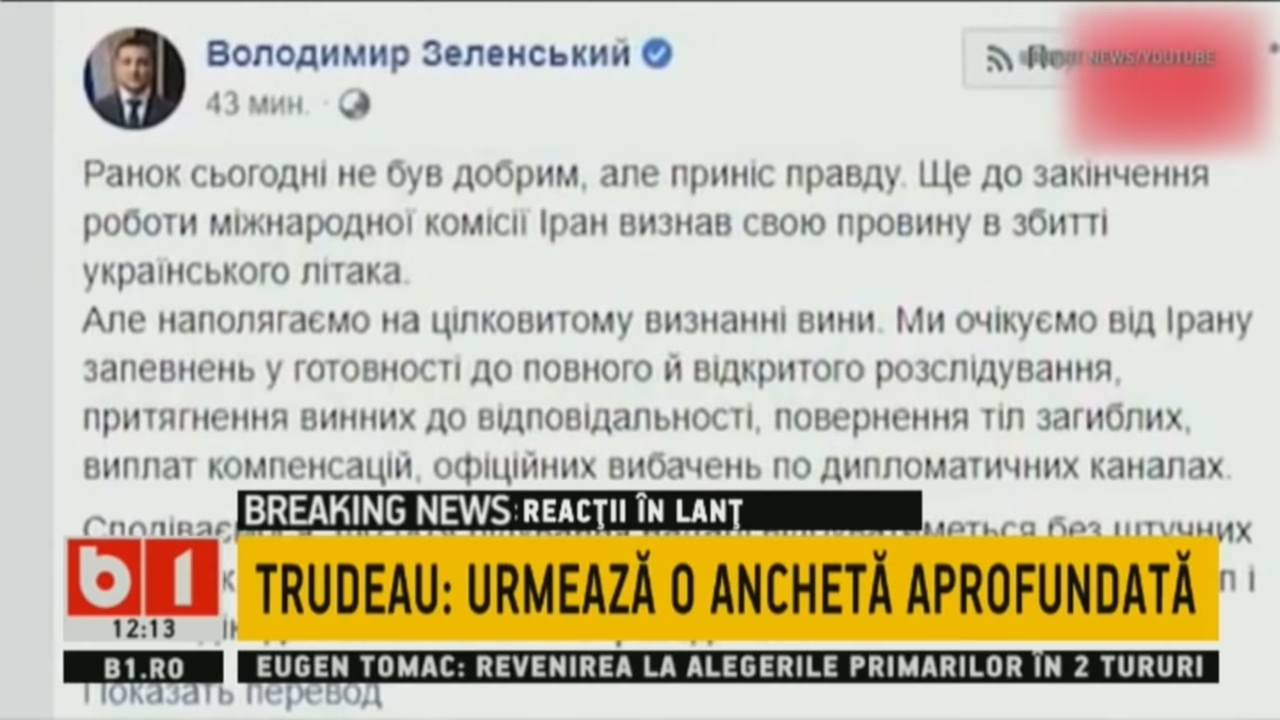 Володимир Зеленський
43 мин.
NEWS/YOUTUBE
Ранок сьогодні не був добрим, але приніс правду. Ще до закінчення
роботи міжнародної комісії Іран визнав свою провину в збитті
українського літака.
Але наполягаємо на цілковитому визнанні вини. Ми очікуємо від Ірану
запевнень у готовності до повного й відкритого розслідування,
притягнення винних до відповідальності, повернення тіл загиблих,
виплат компенсацій, офіційних вибачень по дипломатичних каналах.
без штучних
BREAKING NEWS: REACŢII ÎN LANŢ
b1
TRUDEAU: URMEAZĂ O ANCHETĂ APROFUNDATĂ
12:13
B1.RO
EUGEN TOMAC: REVENIREA LA ALEGERILE PRIMARILOR ÎN 2 TURURI
Показать перевод